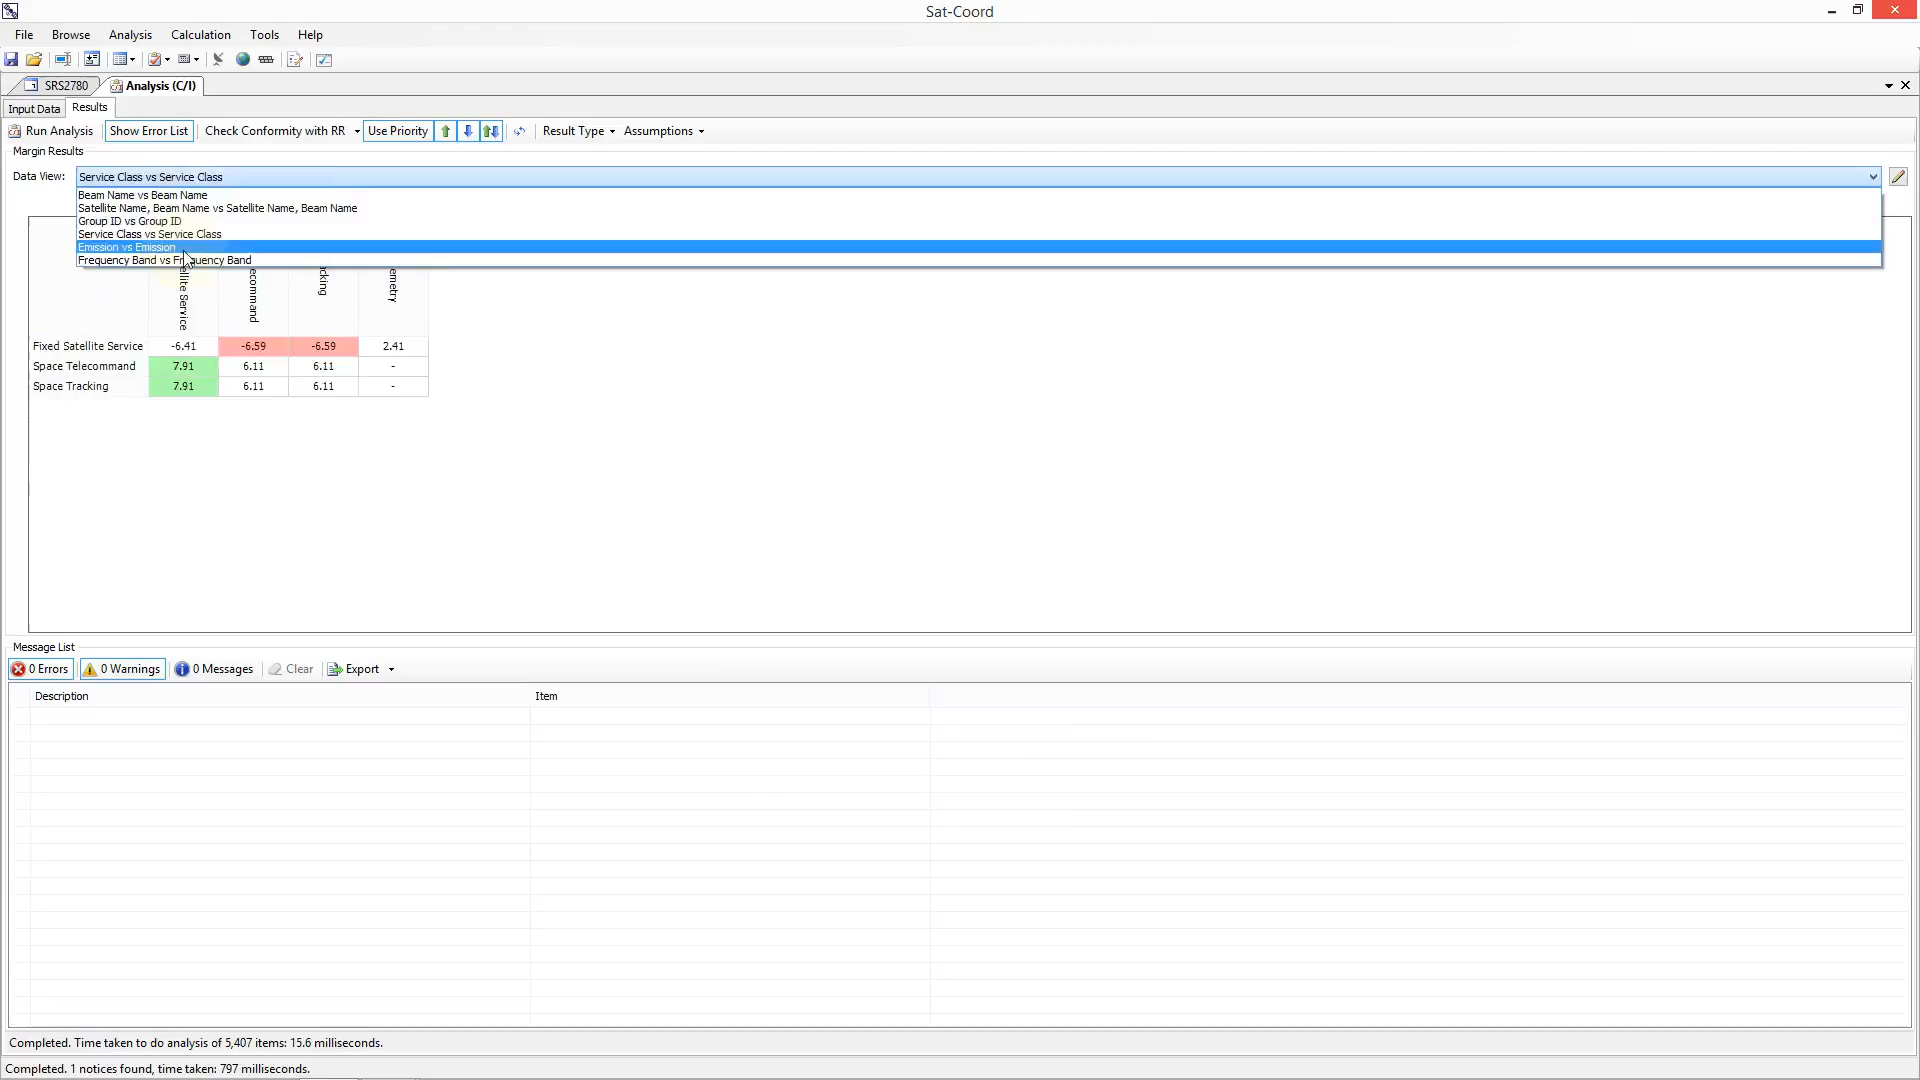 Sat-Coord
File Browse Analysis Calculation Tools Help
SRS2780 Analysis (C/I)
Input Data Results
Run Analysis Show Error List Check Conformity with RR Use Priority Result Type Assumptions
Margin Results
Data View: Service Class vs Service Class
Beam Name vs Beam Name
Satellite Name, Beam Name vs Satellite Name, Beam Name
Group ID vs Group ID
Service Class vs Service Class
Emission vs Emission
Frequency Band vs Frequency Band
Service
Fixed Satellite Service -6.41 -6.59 -6.59 2.41
Space Telecommand 7.91 6.11 6.11 -
Space Tracking 7.91 6.11 6.11 -
Message List
0 Errors 0 Warnings 0 Messages Clear Export
Description Item
Completed. Time taken to do analysis of 5,407 items: 15.6 milliseconds.
Completed. 1 notices found, time taken: 797 milliseconds.